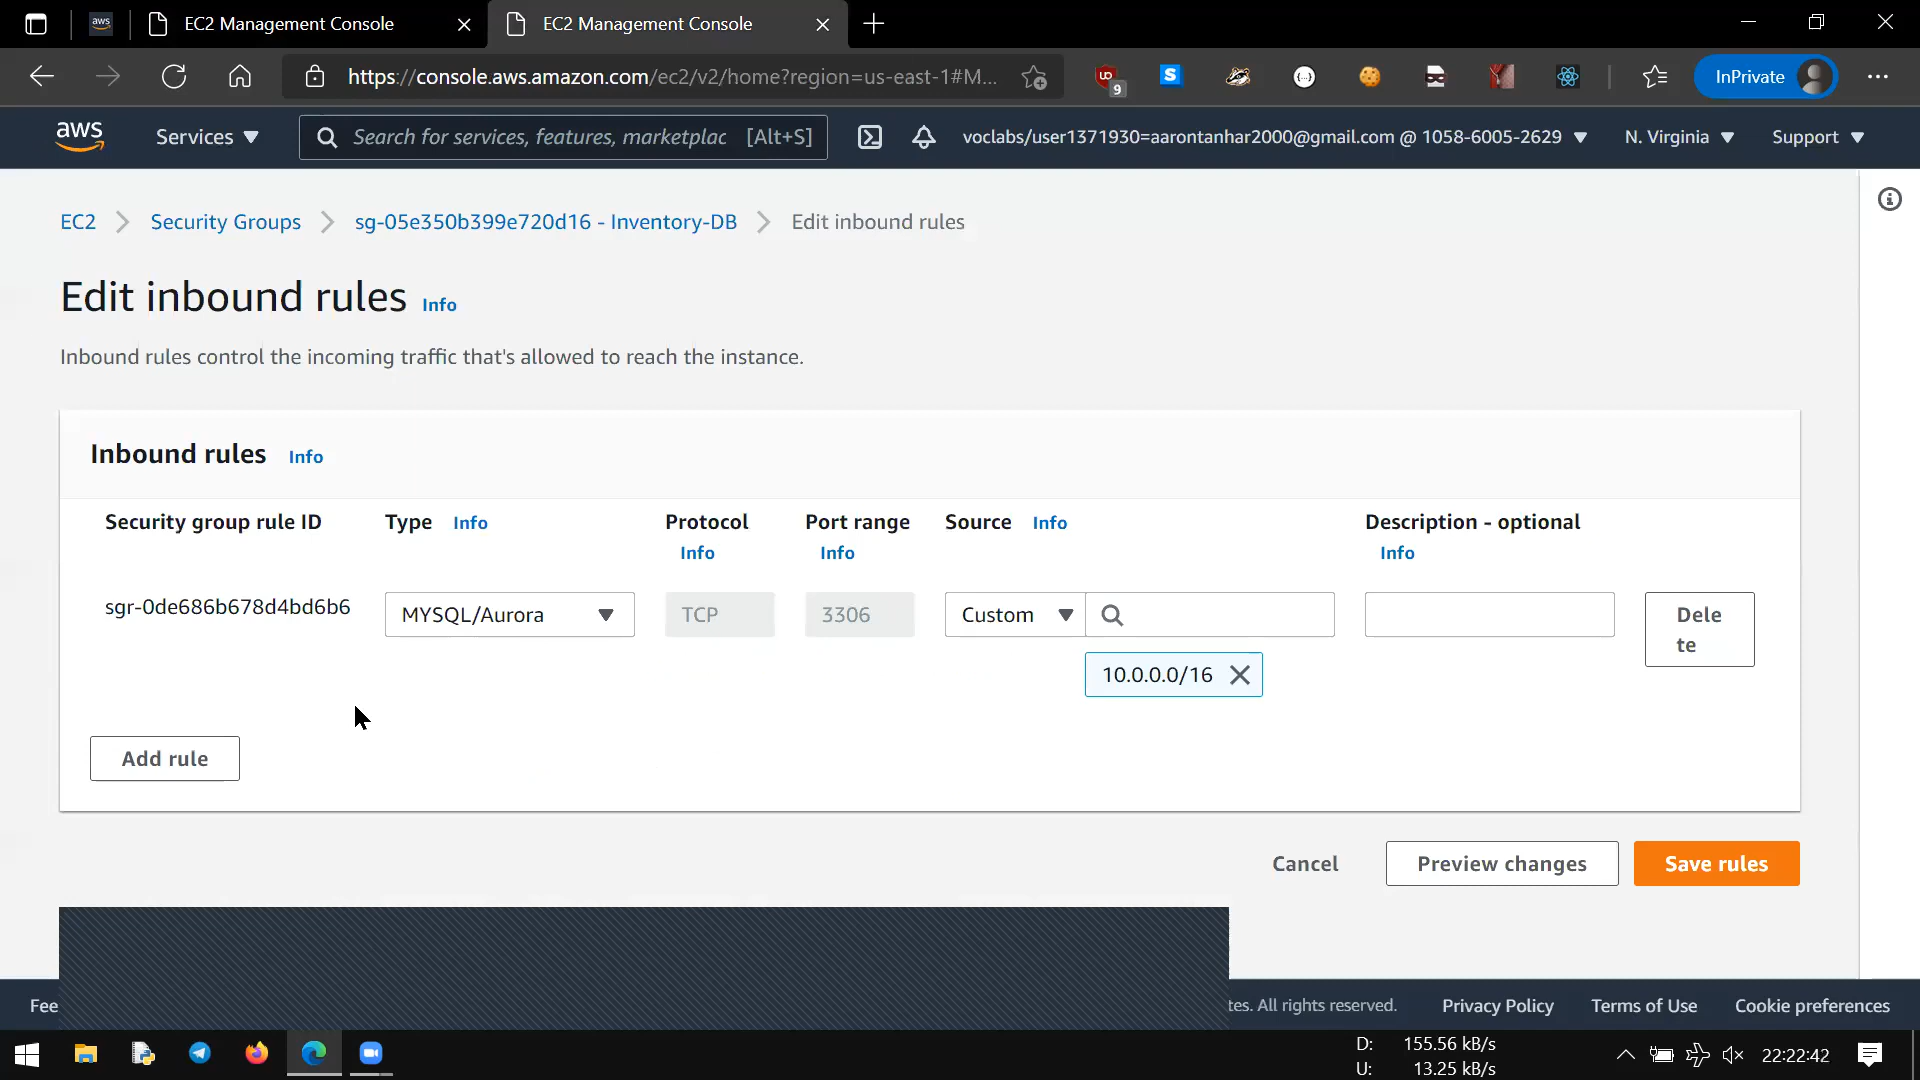 EC2 Management Console
EC2 Management Console
https://console.aws.amazon.com/ec2/v2/home?region=us-east-1#M...
9
InPrivate
aws
Services
Search for services, features, marketplac [Alt+S]
voclabs/user1371930=aarontanhar2000@gmail.com @ 1058-6005-2629
N. Virginia
Support
EC2
Security Groups
sg-05e350b399e720d16 - Inventory-DB
Edit inbound rules
Edit inbound rules Info
Inbound rules control the incoming traffic that's allowed to reach the instance.
Inbound rules Info
Security group rule ID
Type Info
Protocol
Info
Port range
Info
Source Info
Description - optional
Info
sgr-0de686b678d4bd6b6
MYSQL/Aurora
TCP
3306
Custom
10.0.0.0/16
Dele
te
Add rule
Cancel
Preview changes
Save rules
Fee
tes. All rights reserved.
Privacy Policy
Terms of Use
Cookie preferences
D: 155.56 kB/s
U: 13.25 kB/s
22:22:42